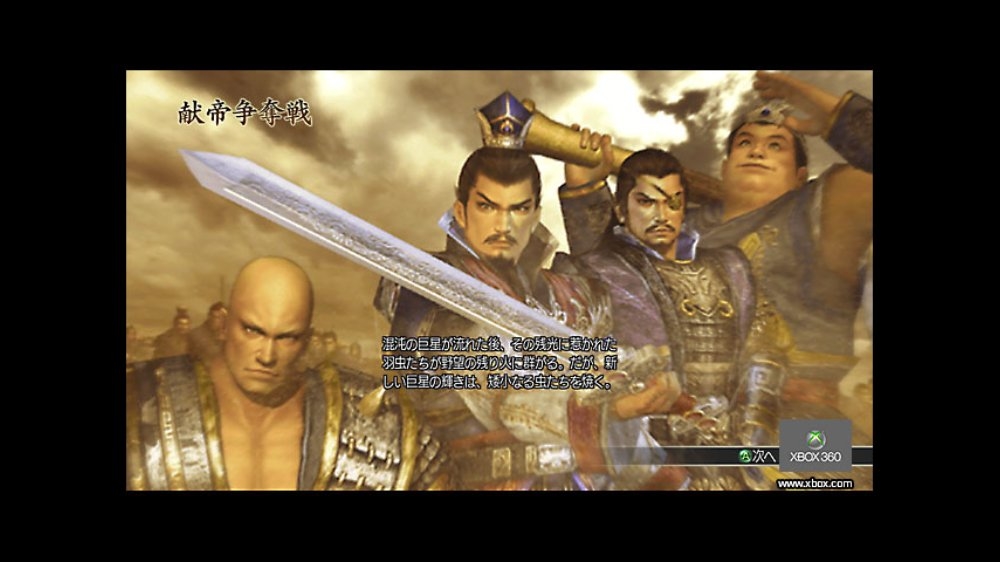 献帝争奪戦
混沌の巨星が流れた後、その残光に惹かれた
羽虫たちが野望の残り火に群がる。だが、新
しい巨星の輝きは、矮小なる虫たちを焼く。
A次へ
XBOX 360
www.xbox.com